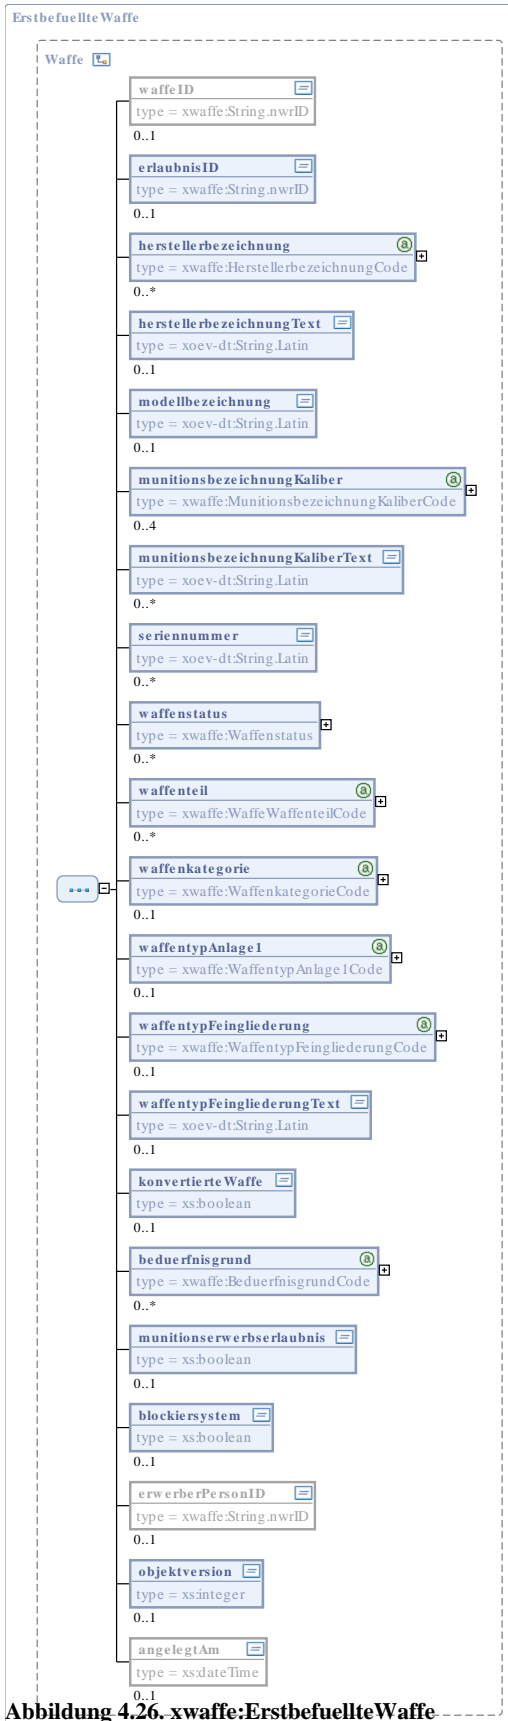 ErstbefuellteWaffe
Waffe
waffeID
type = xwaffe:String.nwrID
0..1
erlaubnisID
type = xwaffe:String.nwrID
0..1
herstellerbezeichnung
type = xwaffe:HerstellerbezeichnungCode
0..*
herstellerbezeichnungText
type = xoev-dt:String.Latin
0..1
modellbezeichnung
type = xoev-dt:String.Latin
0..1
munitionsbezeichnungKaliber
type = xwaffe:MunitionsbezeichnungKaliberCode
0..4
munitionsbezeichnungKaliberText
type = xoev-dt:String.Latin
0..*
seriennummer
type = xoev-dt:String.Latin
0..*
waffenstatus
type = xwaffe:Waffenstatus
0..*
waffenteil
type = xwaffe:WaffeWaffenteilCode
0..*
waffenkategorie
type = xwaffe:WaffenkategorieCode
0..1
waffentypAnlage1
type = xwaffe:WaffentypAnlage1Code
0..1
waffentypFeingliederung
type = xwaffe:WaffentypFeingliederungCode
0..1
waffentypFeingliederungText
type = xoev-dt:String.Latin
0..1
konvertierteWaffe
type = xs:boolean
0..1
beduerfnisgrund
type = xwaffe:BeduerfnisgrundCode
0..*
munitionserwerbserlaubnis
type = xs:boolean
0..1
blockiersystem
type = xs:boolean
0..1
erwerberPersonID
type = xwaffe:String.nwrID
0..1
objektversion
type = xs:integer
0..1
angelegtAm
type = xs:dateTime
0..1
Abbildung 4.26. xwaffe:ErstbefuellteWaffe